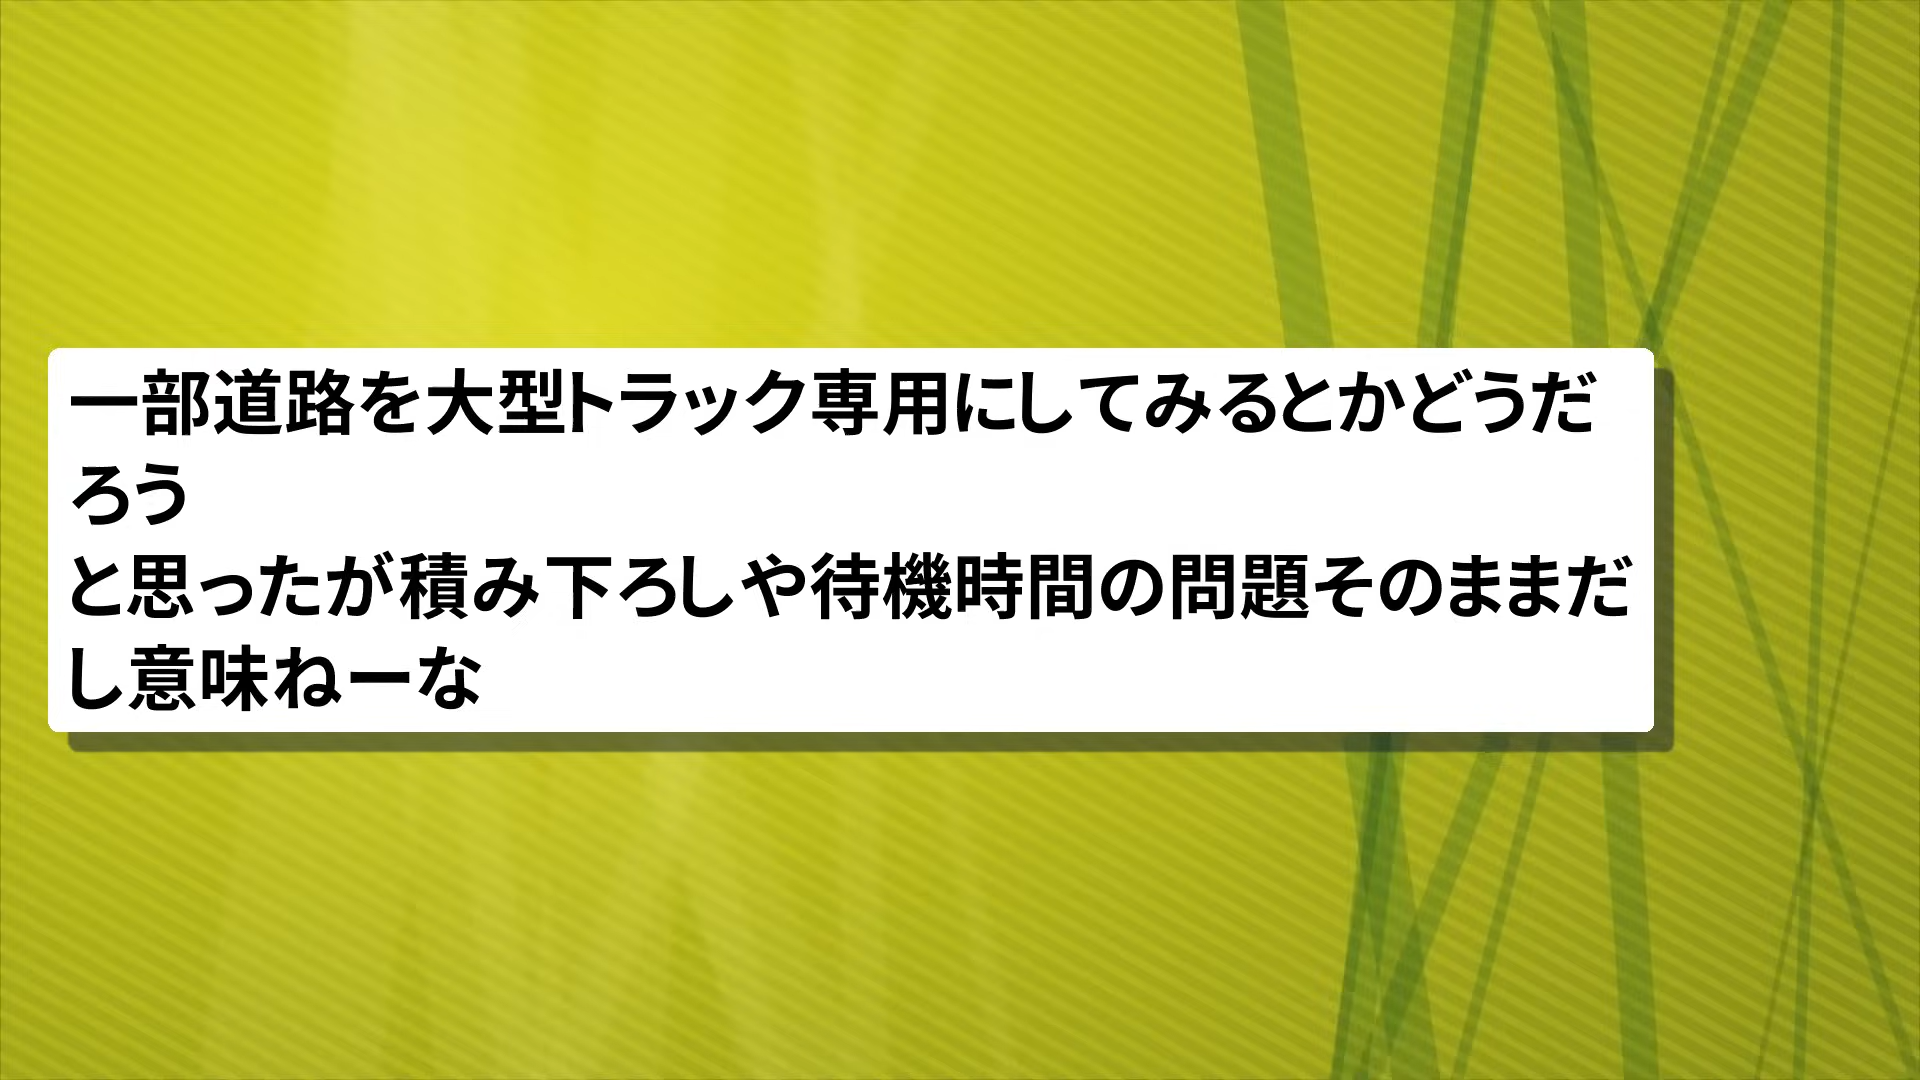 一部道路を大型トラック専用にしてみるとかどうだ
ろう
と思ったが積み下ろしや待機時間の問題そのままだ
し意味ねーな